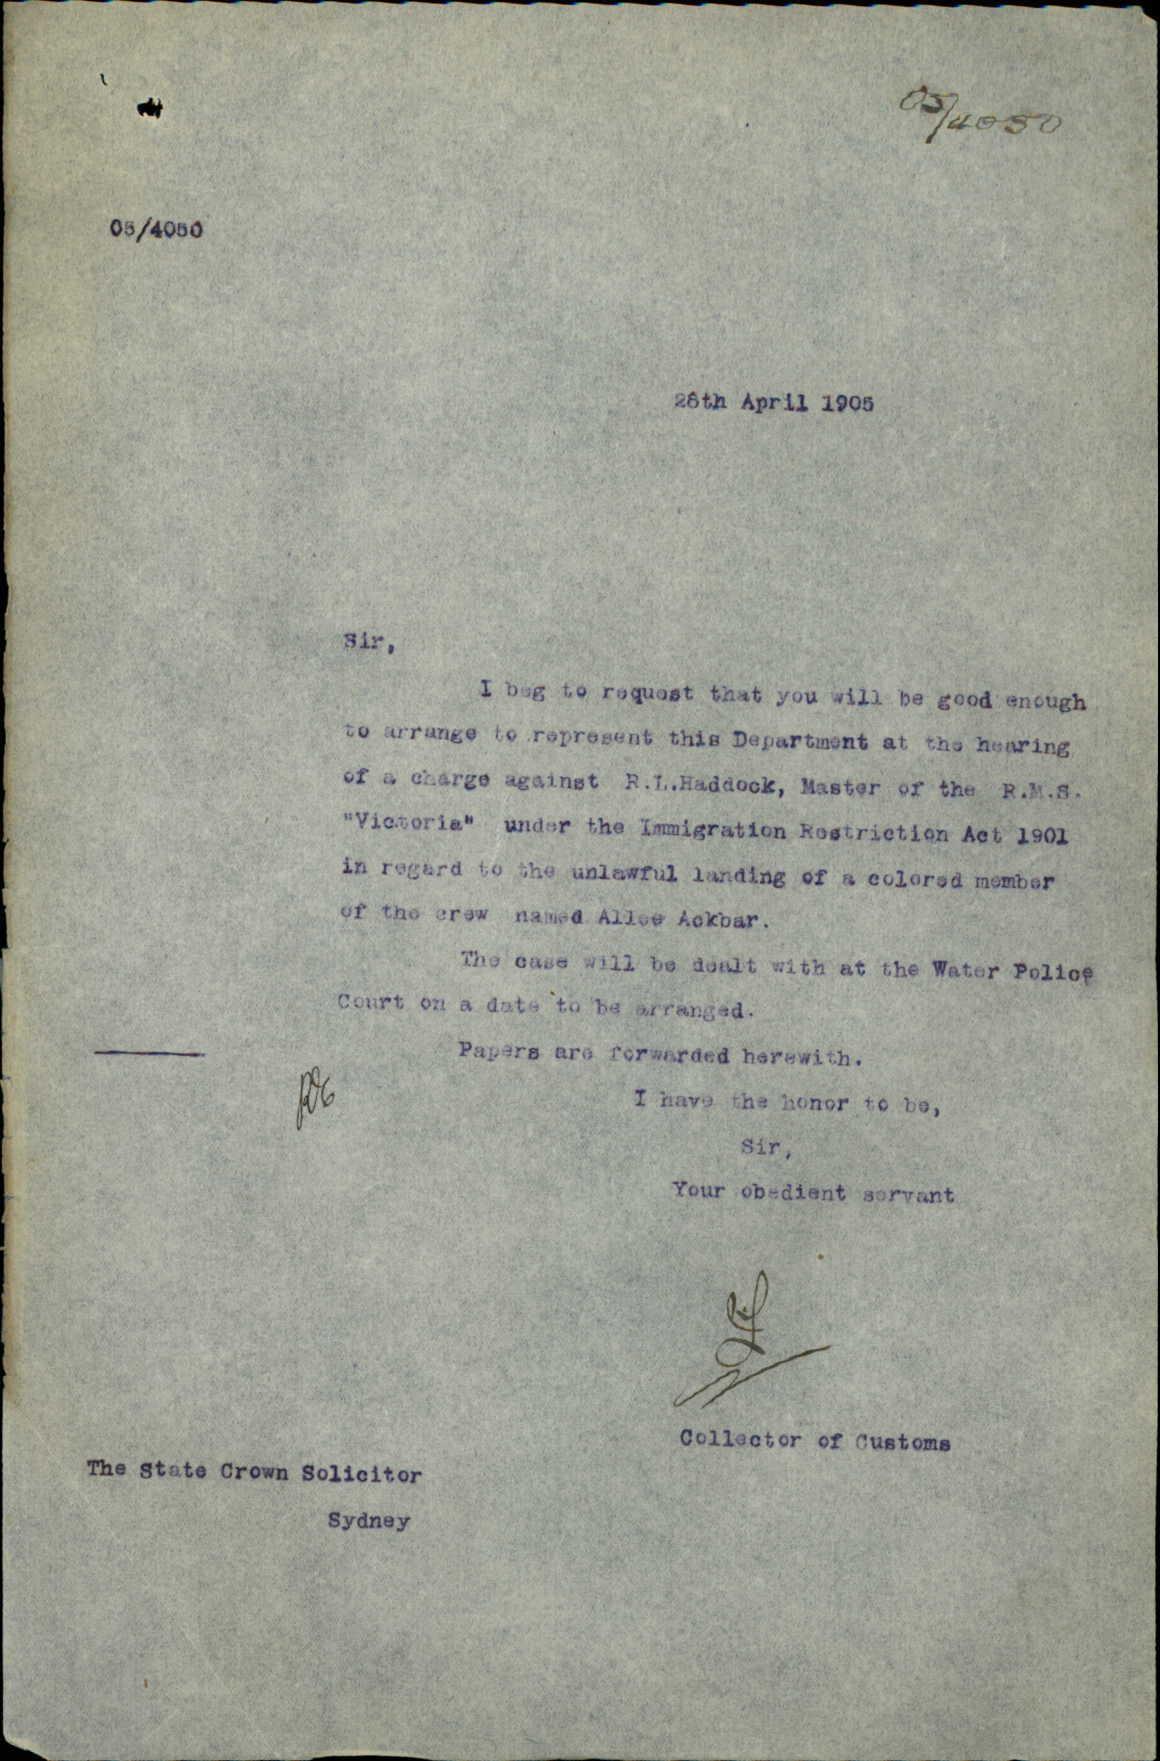 05/4050
05/4050
28th April 1905
Sir,
I beg to request that you will be good enough
to arrange to represent this Department at the hearing
of a charge against R.L.Haddock, Master of the R.M.S.
"Victoria" under the Immigration Restriction Act 1901
in regard to the unlawful landing of a colored member
of the crew named Allee Ackbar.
The case will be dealt with at the Water Police
Court on a date to be arranged.
Papers are forwarded herewith.
I have the honor to be,
Sir,
Your obedient servant
Collector of Customs
The State Crown Solicitor
Sydney